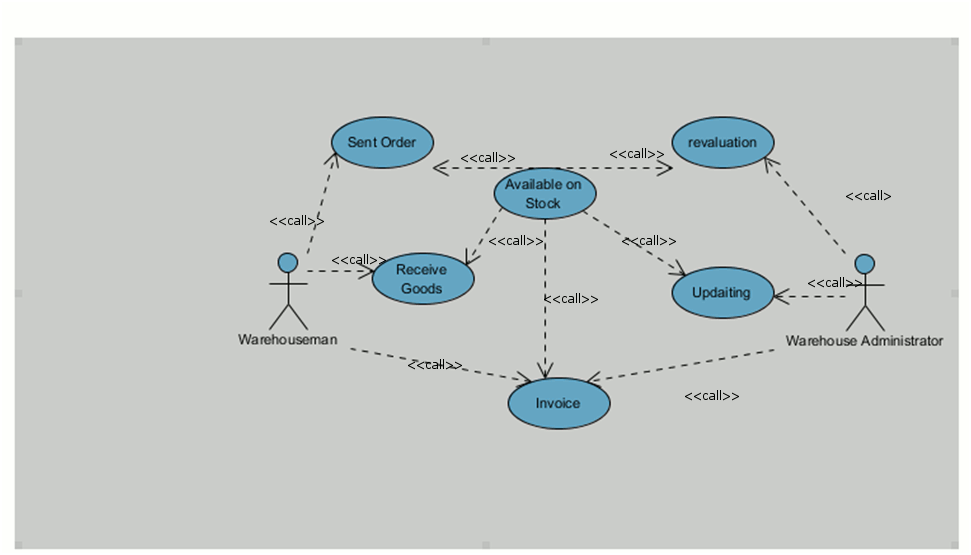 Sent Order
revaluation
<<call>>
<<call>>
Available on
Stock
<<call>
<<call>>
<<call>>
<<call>>
<<call>>
Receive
Goods
<<call>>
Updaiting
<<call>>
Warehouseman
Warehouse Administrator
<<call>>
<<call>>
Invoice
<<call>>